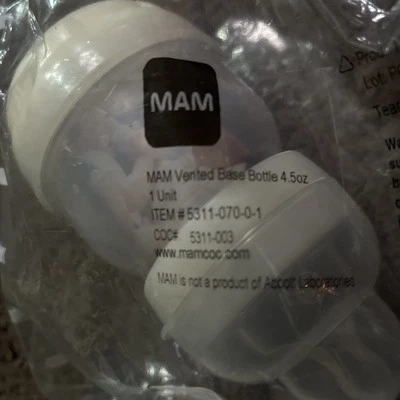 MAM
MAM Vented Base Bottle 4.5oz
1 Unit
ITEM # 5311-070-0-1
COC# 5311-003
www.mamcoc.com
MAM is not a product of Abbott Laboratories
Lot